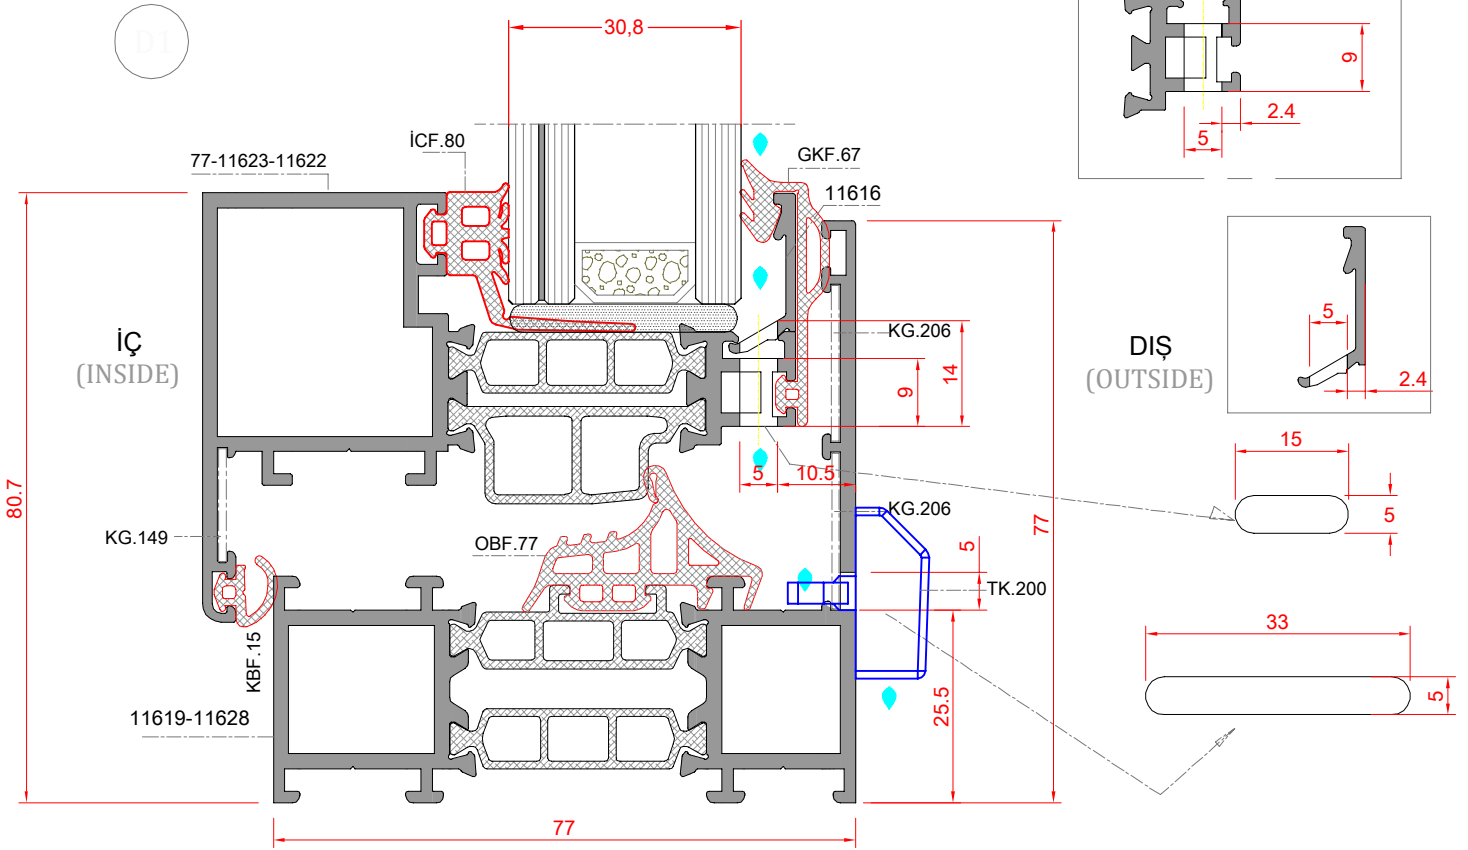 D1
30,8
9
2.4
5
İCF.80
77-11623-11622
GKF.67
11616
İÇ
(INSIDE)
KG.206
14
9
DIŞ
(OUTSIDE)
5
2.4
15
5
5
10.5
80.7
KG.149
OBF.77
KG.206
5
TK.200
77
KBF.15
11619-11628
25.5
33
5
77